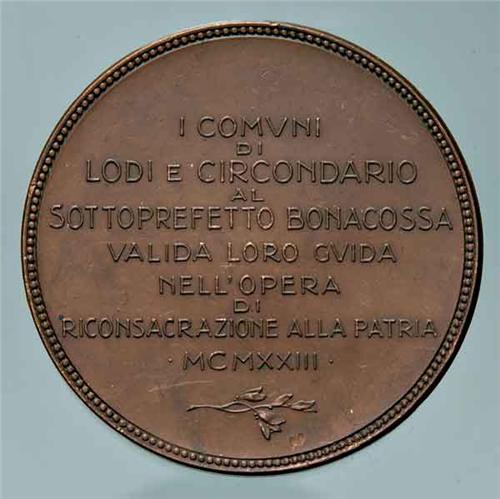 I COMVNI
DI
LODI E' CIRCONDARIO
AL
SOTTOPREFETTO BONACOSSA
VALIDA LORO GVIDA
NELL'OPERA
DI
RICONSACRAZIONE ALLA PATRIA
· MCMXXIII ·